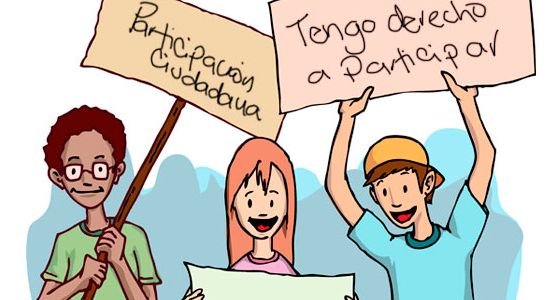 Participación
Ciudadana
Tengo derecho
a participar